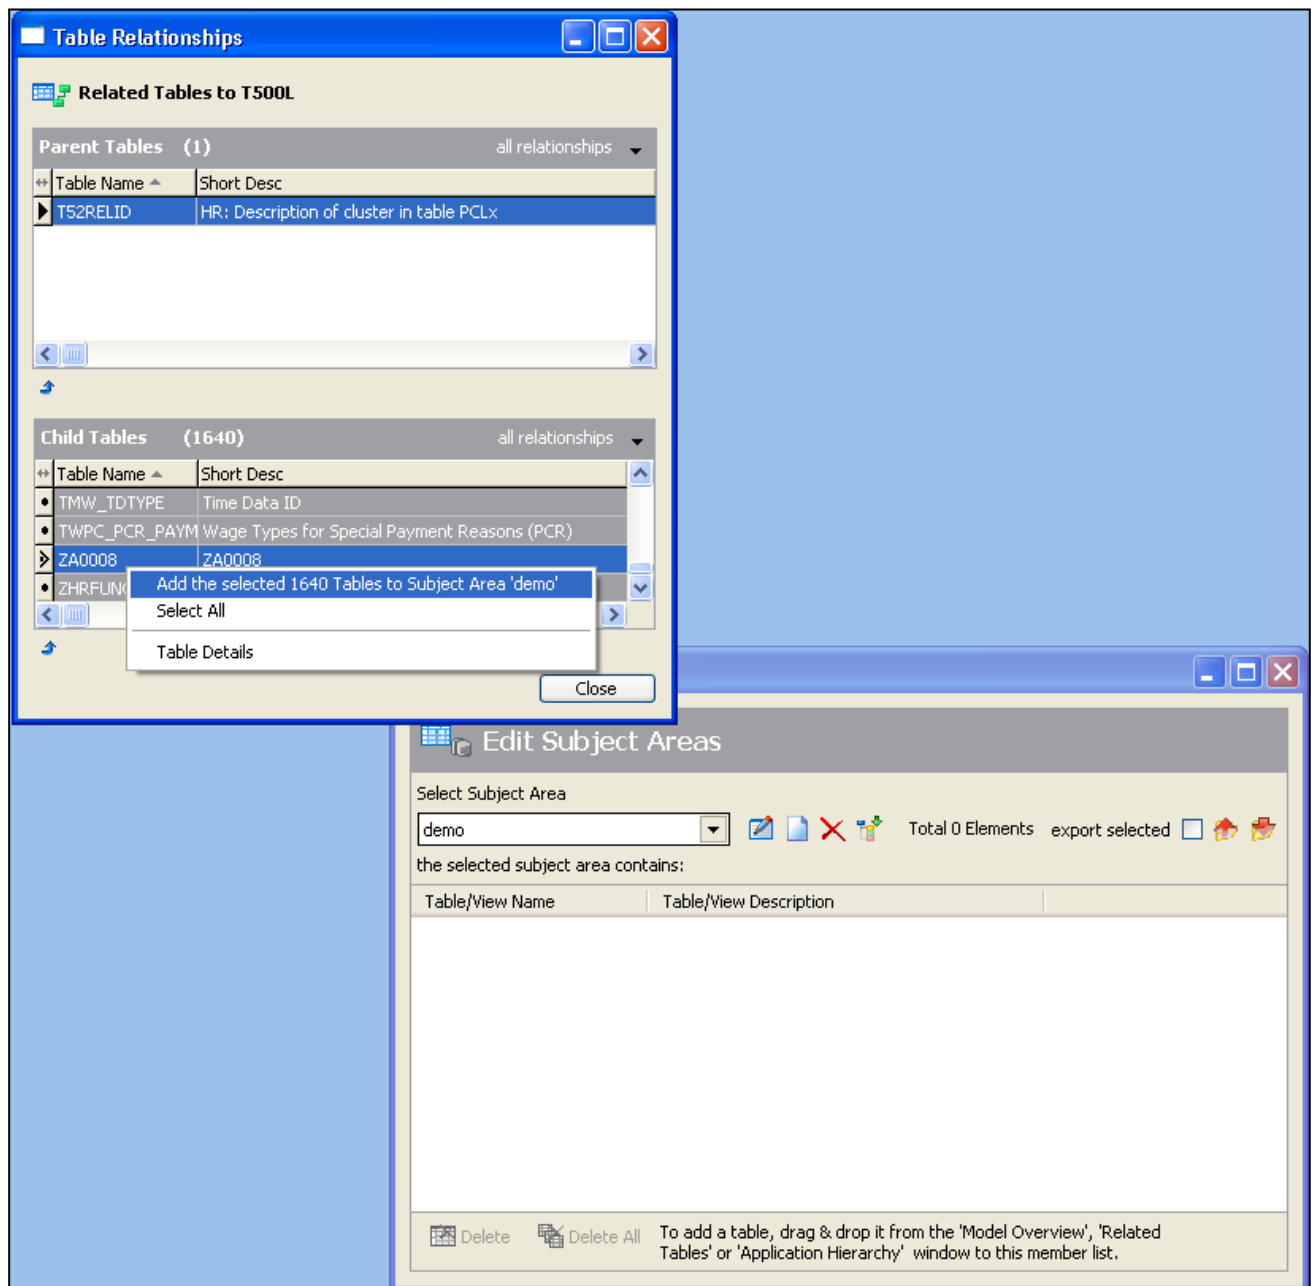 Table Relationships
Related Tables to T500L
Parent Tables (1) all relationships
Table Name Short Desc
T52RELID HR: Description of cluster in table PCLx
Child Tables (1640) all relationships
Table Name Short Desc
TMW_TDTYPE Time Data ID
TWPC_PCR_PAYM Wage Types for Special Payment Reasons (PCR)
ZA0008 ZA0008
ZHRFUN
Add the selected 1640 Tables to Subject Area 'demo'
Select All
Table Details
Close
Edit Subject Areas
Select Subject Area
demo Total 0 Elements export selected
the selected subject area contains:
Table/View Name Table/View Description
Delete Delete All To add a table, drag & drop it from the 'Model Overview', 'Related
Tables' or 'Application Hierarchy' window to this member list.